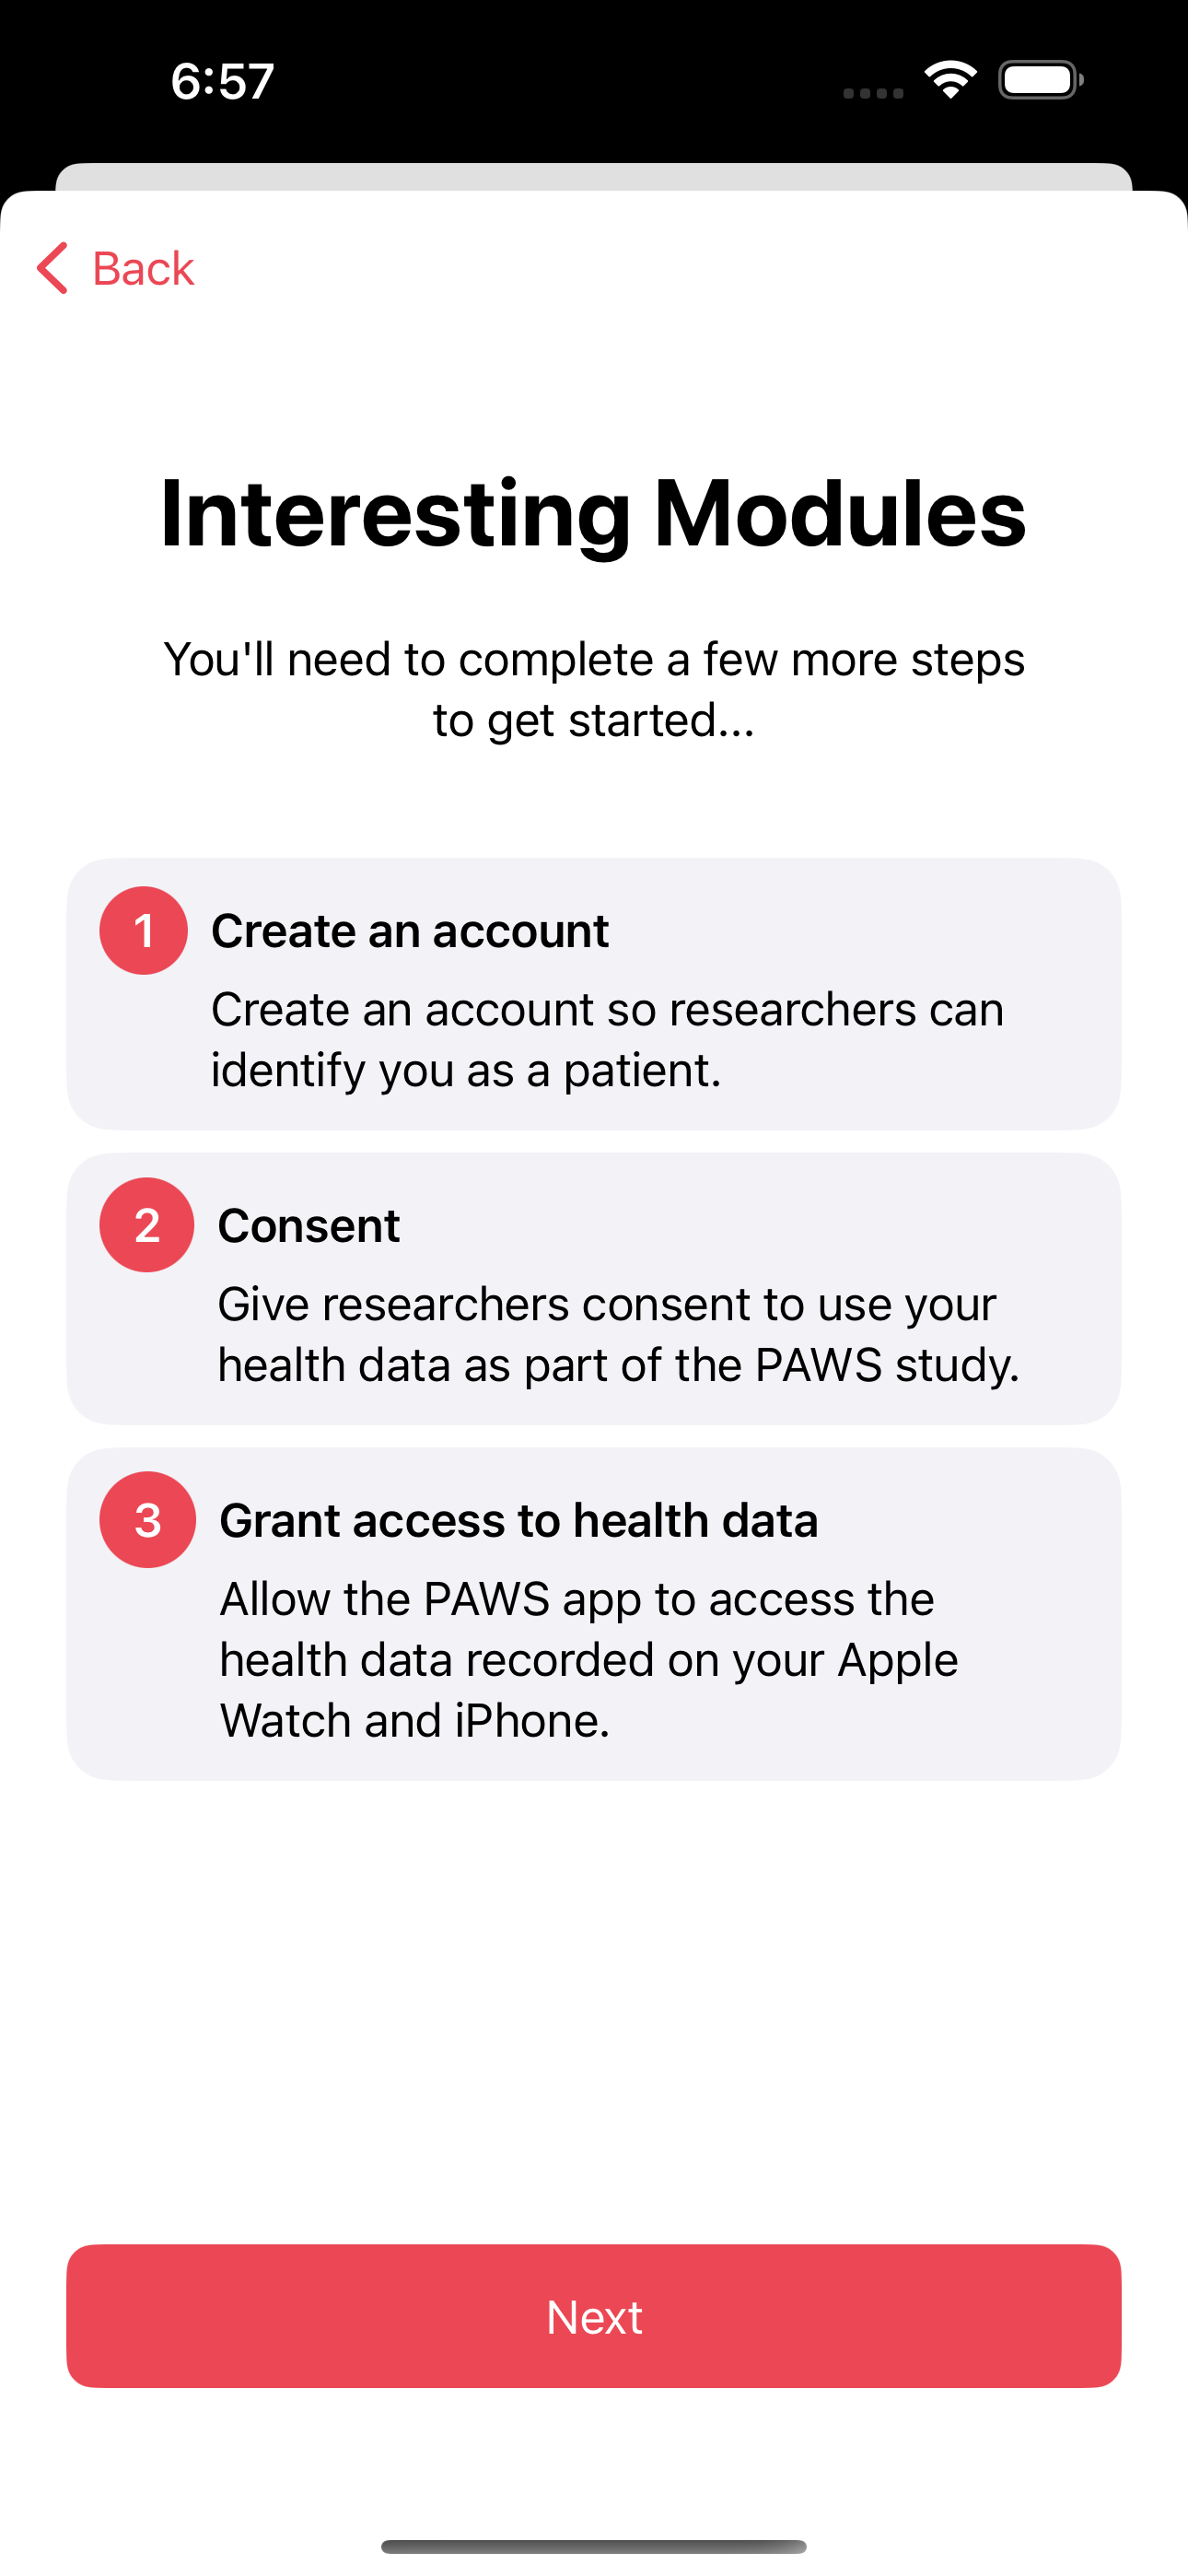 6:57
Back
Interesting Modules
You'll need to complete a few more steps
to get started...
1 Create an account
Create an account so researchers can
identify you as a patient.
2 Consent
Give researchers consent to use your
health data as part of the PAWS study.
3 Grant access to health data
Allow the PAWS app to access the
health data recorded on your Apple
Watch and iPhone.
Next